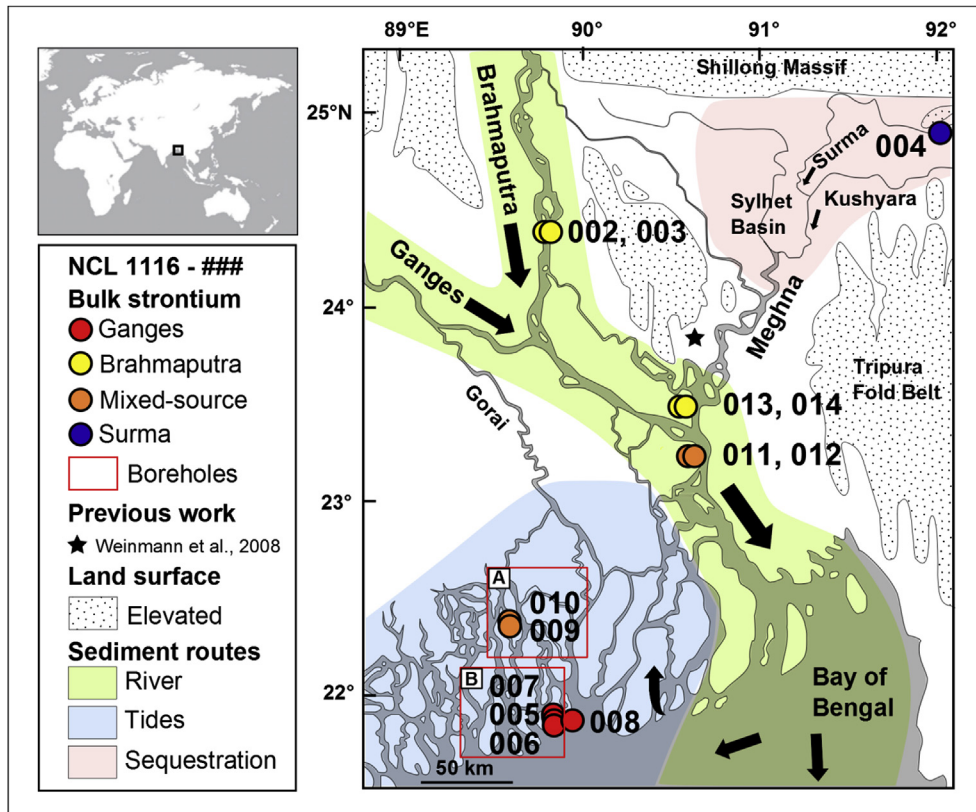 89°E
90°
91°
92°
25°N
24°
23°
22°
Shillong Massif
Brahmaputra
004
Surma
Kushyara
Sylhet
Basin
002, 003
Ganges
Meghna
Tripura
Fold Belt
Gorai
013, 014
011, 012
A
010
009
B
007
005
006
008
Bay of
Bengal
50 km
NCL 1116 - ###
Bulk strontium
Ganges
Brahmaputra
Mixed-source
Surma
Boreholes
Previous work
Weinmann et al., 2008
Land surface
Elevated
Sediment routes
River
Tides
Sequestration